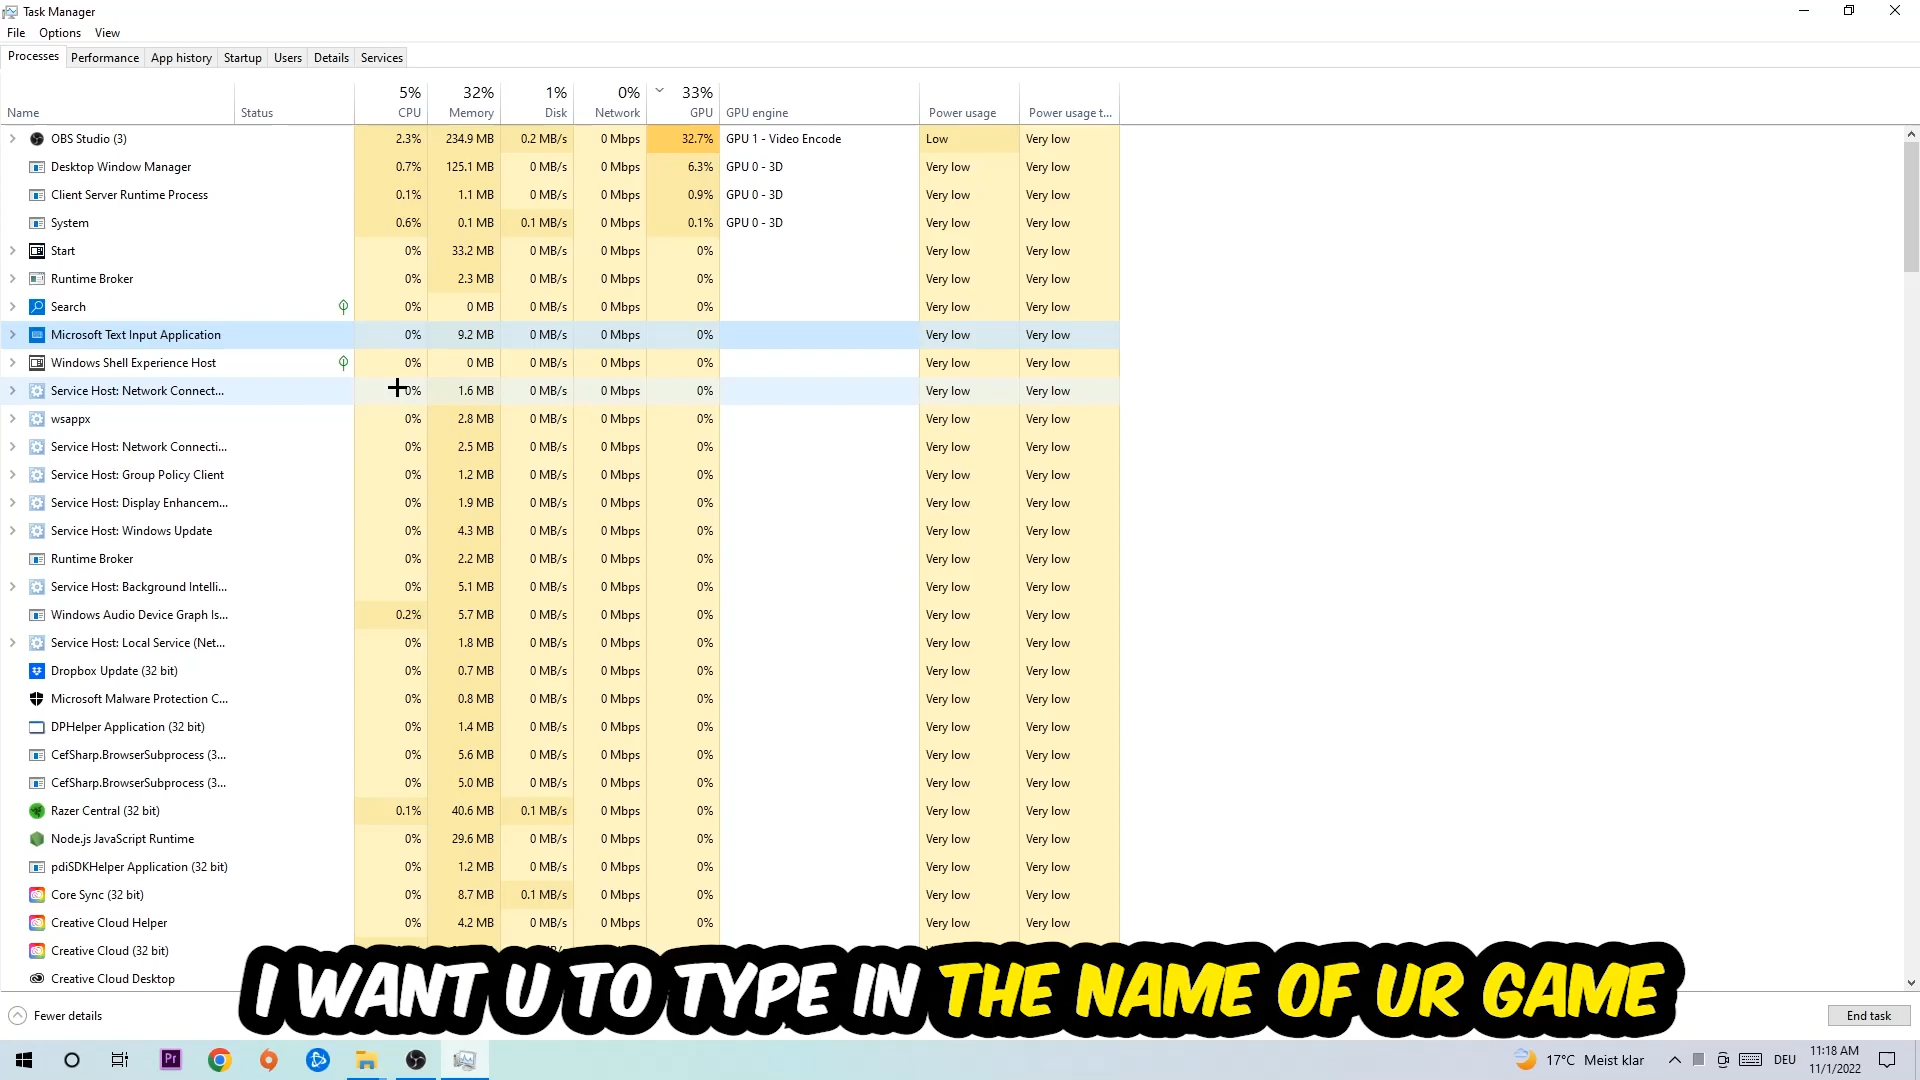 Task Manager
File Options View
Processes Performance App history Startup Users Details Services
5% 32% 1% 0% 33%
Name Status CPU Memory Disk Network GPU GPU engine Power usage Power usage t...
OBS Studio (3) 2.3% 234.9 MB 0.2 MB/s 0 Mbps 32.7% GPU 1 - Video Encode Low Very low
Desktop Window Manager 0.7% 125.1 MB 0 MB/s 0 Mbps 6.3% GPU 0 - 3D Very low Very low
Client Server Runtime Process 0.1% 1.1 MB 0 MB/s 0 Mbps 0.9% GPU 0 - 3D Very low Very low
System 0.6% 0.1 MB 0.1 MB/s 0 Mbps 0.1% GPU 0 - 3D Very low Very low
Start 0% 33.2 MB 0 MB/s 0 Mbps 0% Very low Very low
Runtime Broker 0% 2.3 MB 0 MB/s 0 Mbps 0% Very low Very low
Search 0% 0 MB 0 MB/s 0 Mbps 0% Very low Very low
Microsoft Text Input Application 0% 9.2 MB 0 MB/s 0 Mbps 0% Very low Very low
Windows Shell Experience Host 0% 0 MB 0 MB/s 0 Mbps 0% Very low Very low
Service Host: Network Connect... 0% 1.6 MB 0 MB/s 0 Mbps 0% Very low Very low
wsappx 0% 2.8 MB 0 MB/s 0 Mbps 0% Very low Very low
Service Host: Network Connecti... 0% 2.5 MB 0 MB/s 0 Mbps 0% Very low Very low
Service Host: Group Policy Client 0% 1.2 MB 0 MB/s 0 Mbps 0% Very low Very low
Service Host: Display Enhancem... 0% 1.9 MB 0 MB/s 0 Mbps 0% Very low Very low
Service Host: Windows Update 0% 4.3 MB 0 MB/s 0 Mbps 0% Very low Very low
Runtime Broker 0% 2.2 MB 0 MB/s 0 Mbps 0% Very low Very low
Service Host: Background Intelli... 0% 5.1 MB 0 MB/s 0 Mbps 0% Very low Very low
Windows Audio Device Graph Is... 0.2% 5.7 MB 0 MB/s 0 Mbps 0% Very low Very low
Service Host: Local Service (Net... 0% 1.8 MB 0 MB/s 0 Mbps 0% Very low Very low
Dropbox Update (32 bit) 0% 0.7 MB 0 MB/s 0 Mbps 0% Very low Very low
Microsoft Malware Protection C... 0% 0.8 MB 0 MB/s 0 Mbps 0% Very low Very low
DPHelper Application (32 bit) 0% 1.4 MB 0 MB/s 0 Mbps 0% Very low Very low
CefSharp.BrowserSubprocess (3... 0% 5.6 MB 0 MB/s 0 Mbps 0% Very low Very low
CefSharp.BrowserSubprocess (3... 0% 5.0 MB 0 MB/s 0 Mbps 0% Very low Very low
Razer Central (32 bit) 0.1% 40.6 MB 0.1 MB/s 0 Mbps 0% Very low Very low
Node.js JavaScript Runtime 0% 29.6 MB 0 MB/s 0 Mbps 0% Very low Very low
pdiSDKHelper Application (32 bit) 0% 1.2 MB 0 MB/s 0 Mbps 0% Very low Very low
Core Sync (32 bit) 0% 8.7 MB 0.1 MB/s 0 Mbps 0% Very low Very low
Creative Cloud Helper 0% 4.2 MB 0 MB/s 0 Mbps 0% Very low Very low
Creative Cloud (32 bit)
Creative Cloud Desktop
I WANT U TO TYPE IN THE NAME OF UR GAME
Fewer details End task
Pr 17°C Meist klar DEU 11:18 AM
11/1/2022